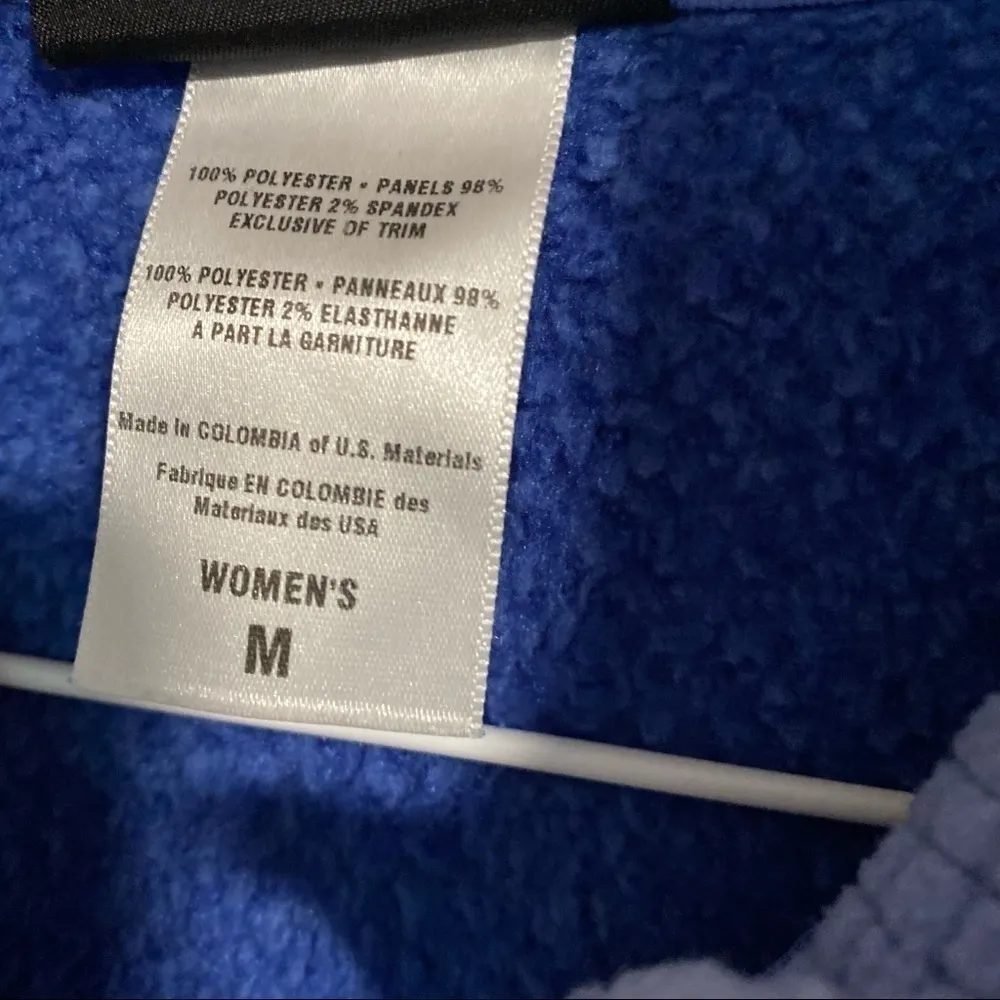 100% POLYESTER • PANELS 98%
POLYESTER 2% SPANDEX
EXCLUSIVE OF TRIM
100% POLYESTER • PANNEAUX 98%
POLYESTER 2% ELASTHANNE
À PART LA GARNITURE
Made in COLOMBIA of U.S. Materials
Fabrique EN COLOMBIE des
Materiaux des USA
WOMEN'S
M